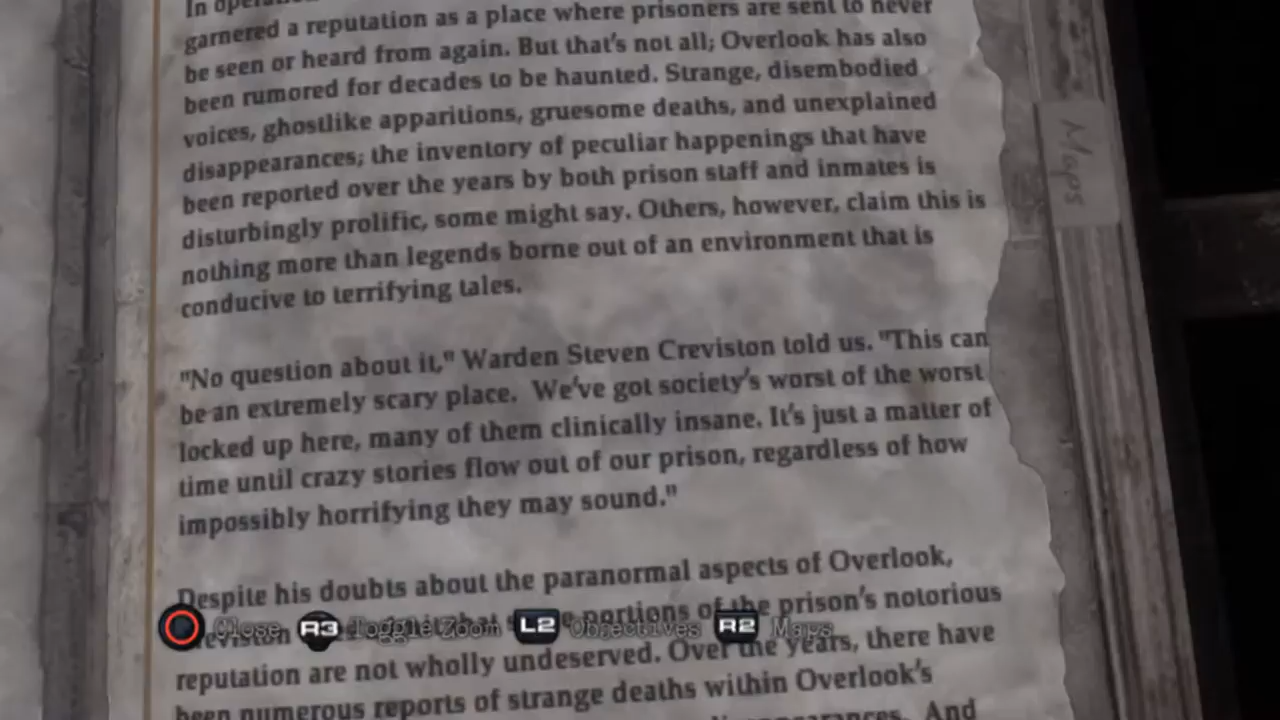 In
garnered a reputation as a place where prisoners are sent to never
be seen or heard from again. But that's not all; Overlook has also
been rumored for decades to be haunted. Strange, disembodied
voices, ghostlike apparitions, gruesome deaths, and unexplained
disappearances; the inventory of peculiar happenings that have
been reported over the years by both prison staff and inmates is
disturbingly prolific, some might say. Others, however, claim this is
nothing more than legends borne out of an environment that is
conducive to terrifying tales.
"No question about it," Warden Steven Creviston told us. "This can
be an extremely scary place. We've got society's worst of the worst
locked up here, many of them clinically insane. It's just a matter of
time until crazy stories flow out of our prison, regardless of how
impossibly horrifying they may sound."
Despite his doubts about the paranormal aspects of Overlook,
that portions of the prison's notorious
reputation are not wholly undeserved. Over the years, there have
been numerous reports of strange deaths within Overlook's
And
Maps
Close R3 Toggle Zoom L2 Objectives R2 Maps